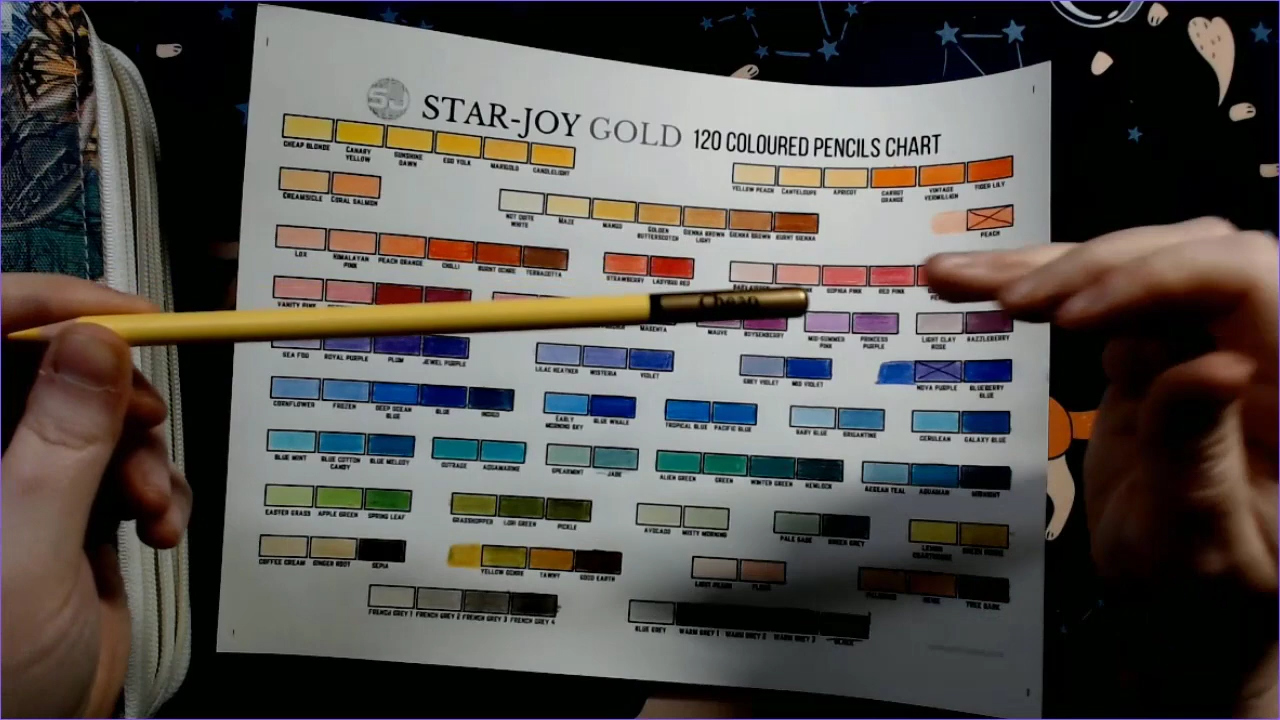 SJ
STAR-JOY GOLD 120 COLOURED PENCILS CHART
CHEAP BLONDE CANARY YELLOW SUNSHINE DAWN EGG YOLK MARIGOLD CANDLELIGHT
YELLOW PEACH CANTELOUPE APRICOT CARROT ORANGE VINTAGE VERMILLION TIGER LILY
CREAMSICLE CORAL SALMON
NOT QUITE WHITE MAIZE MANGO GOLDEN BUTTERSCOTCH SIENNA BROWN LIGHT SIENNA BROWN BURNT SIENNA
PEACH
LOX HIMALAYAN PINK PEACH ORANGE CHILLI BURNT OCHRE TERRACOTTA
STRAWBERRY LADYBUG RED
SOPHIA PINK RED PINK
VANITY PINK
Cheap
MAGENTA
MAUVE BOYSENBERRY
MID-SUMMER PINK PRINCESS PURPLE
LIGHT CLAY ROSE RAZZLEBERRY
SEA FOG ROYAL PURPLE PLUM JEWEL PURPLE
LILAC HEATHER WISTERIA VIOLET
GREY VIOLET MID VIOLET
NOVA PURPLE BLUEBERRY BLUE
CORNFLOWER FROZEN DEEP OCEAN BLUE BLUE INDIGO
EARLY MORNING SKY BLUE WHALE
TROPICAL BLUE PACIFIC BLUE
BABY BLUE BRIGANTINE
CERULEAN GALAXY BLUE
BLUE MINT BLUE COTTON CANDY BLUE MELODY
OUTRAGE AQUAMARINE
SPEARMINT JADE
ALIEN GREEN GREEN WINTER GREEN HEMLOCK
AEGEAN TEAL AQUAMAN MIDNIGHT
EASTER GRASS APPLE GREEN SPRING LEAF
GRASSHOPPER LORI GREEN PICKLE
AVOCADO MISTY MORNING
PALE SAGE GREEN GREY
LEMON
COFFEE CREAM GINGER ROOT SEPIA
YELLOW OCHRE TAWNY GOOD EARTH
TREE BARK
FRENCH GREY 1 FRENCH GREY 2 FRENCH GREY 3 FRENCH GREY 4
BLUE GREY WARM GREY 1 WARM GREY 2 WARM GREY 3 BLACK